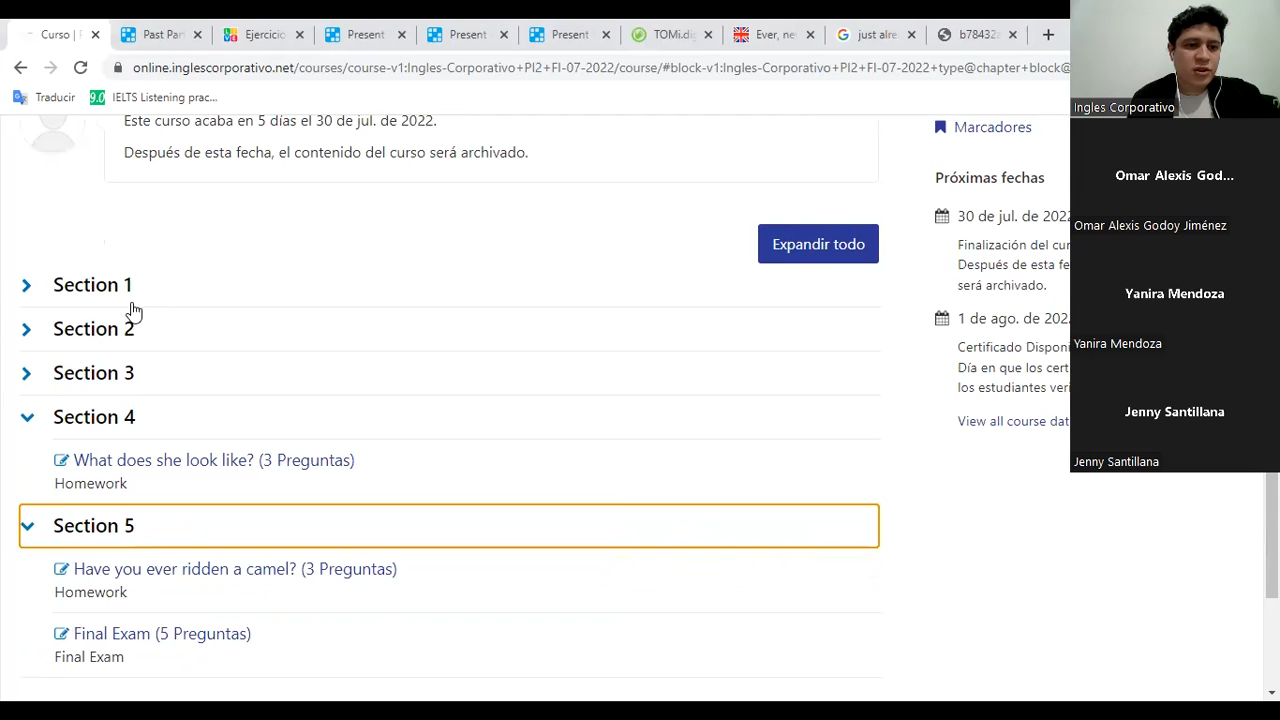 Curso |
Past Par
Ejercicio
Present
Present
Present
TOMi.dig
Ever, ne
just alre
b78432
online.inglescorporativo.net/courses/course-v1:Ingles-Corporativo+PI2+FI-07-2022/course/#block-v1:Ingles-Corporativo+PI2+FI-07-2022+type@chapter+block@
Traducir
9.0 IELTS Listening prac...
Este curso acaba en 5 días el 30 de jul. de 2022.
Después de esta fecha, el contenido del curso será archivado.
Expandir todo
Section 1
Section 2
Section 3
Section 4
What does she look like? (3 Preguntas)
Homework
Section 5
Have you ever ridden a camel? (3 Preguntas)
Homework
Final Exam (5 Preguntas)
Final Exam
Marcadores
Próximas fechas
30 de jul. de 2022
Finalización del cur
Después de esta fe
será archivado.
1 de ago. de 202
Certificado Disponi
Día en que los cert
los estudiantes veri
View all course dat
Ingles Corporativo
Omar Alexis God...
Omar Alexis Godoy Jiménez
Yanira Mendoza
Yanira Mendoza
Jenny Santillana
Jenny Santillana